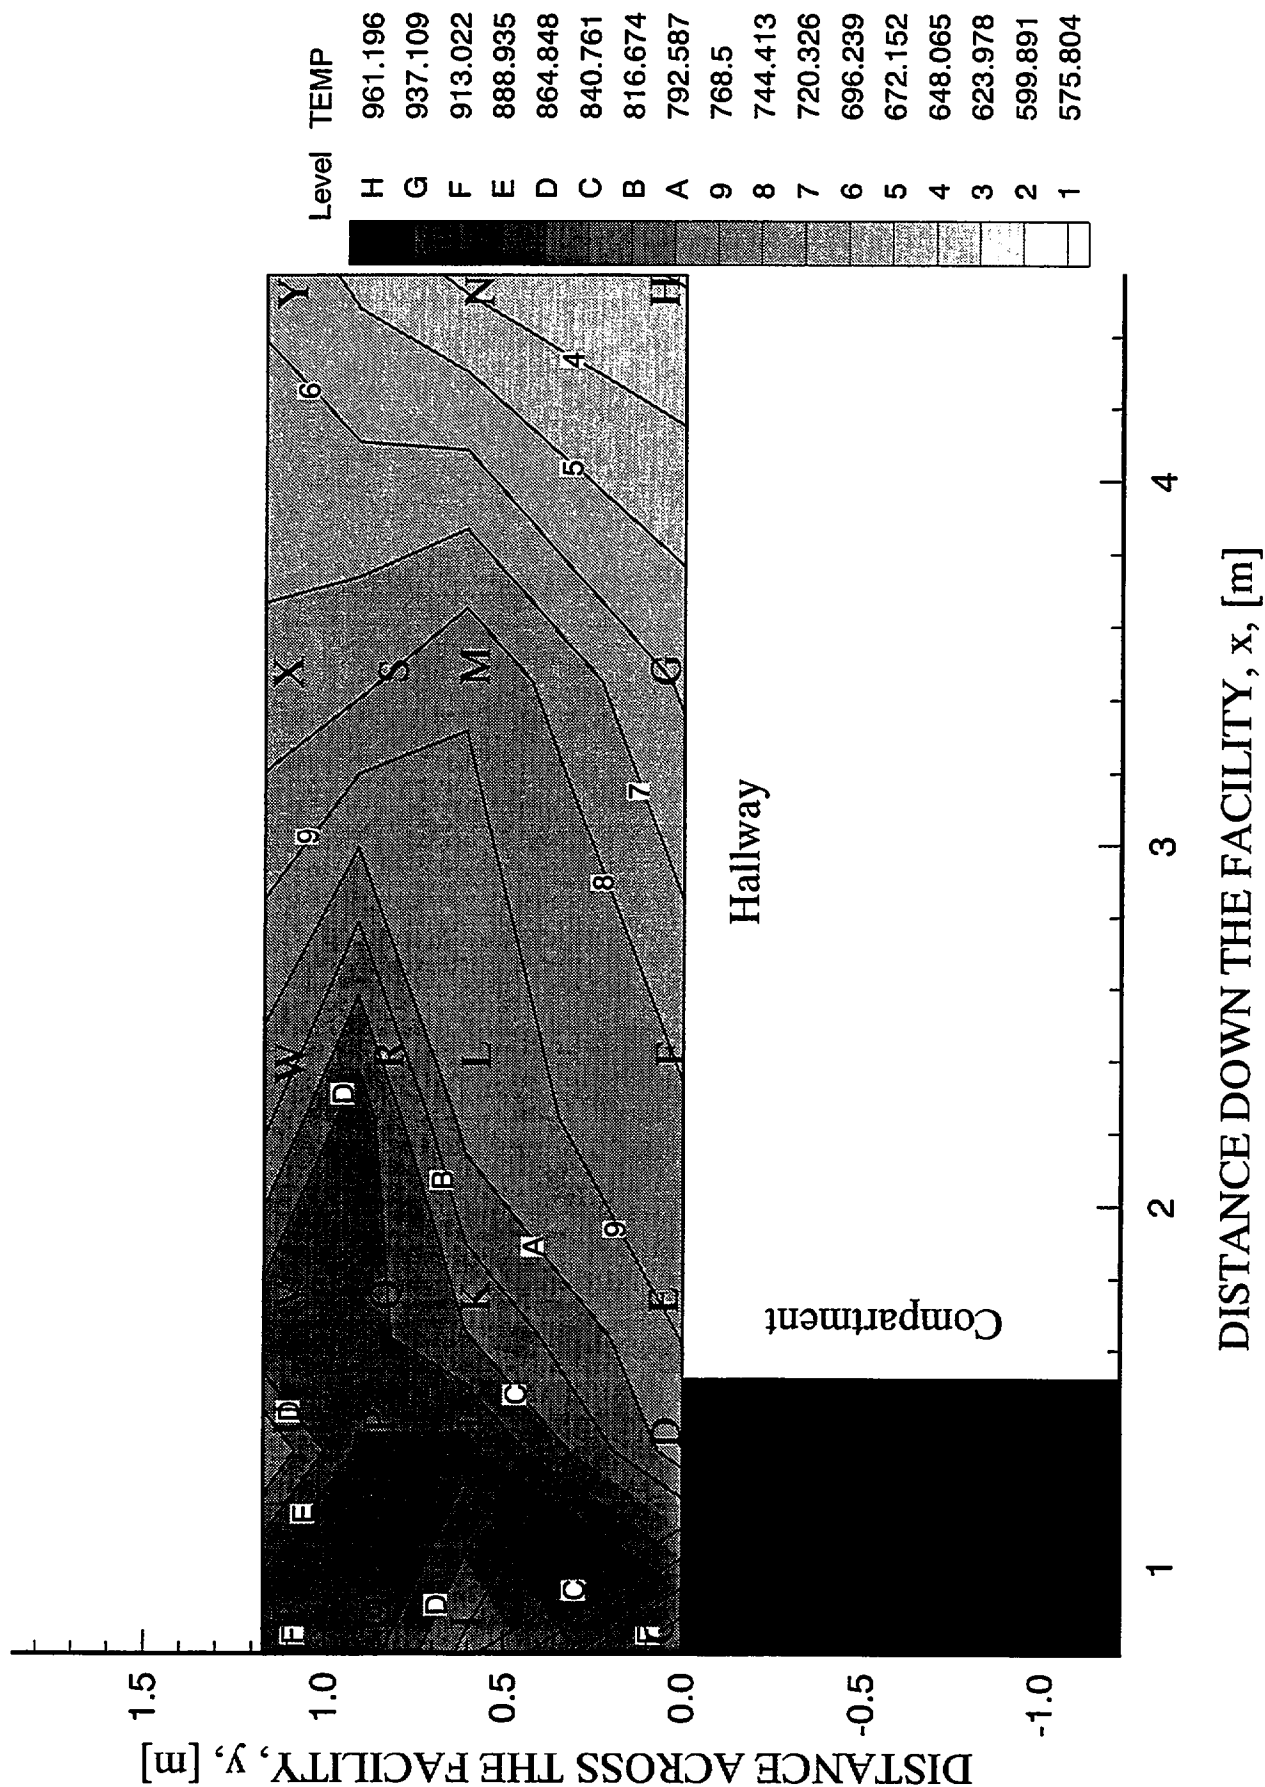 Level TEMP
H 961.196
G 937.109
F 913.022
E 888.935
D 864.848
C 840.761
B 816.674
A 792.587
9 768.5
8 744.413
7 720.326
6 696.239
5 672.152
4 648.065
3 623.978
2 599.891
1 575.804
Y
N
H
6
4
5
X
S
M
G
7
9
8
W
R
L
F
D
B
A
9
K
E
D
C
D
E
D
C
F
F
Hallway
Compartment
1.5
1.0
0.5
0.0
-0.5
-1.0
DISTANCE ACROSS THE FACILITY, y, [m]
1
2
3
4
DISTANCE DOWN THE FACILITY, x, [m]